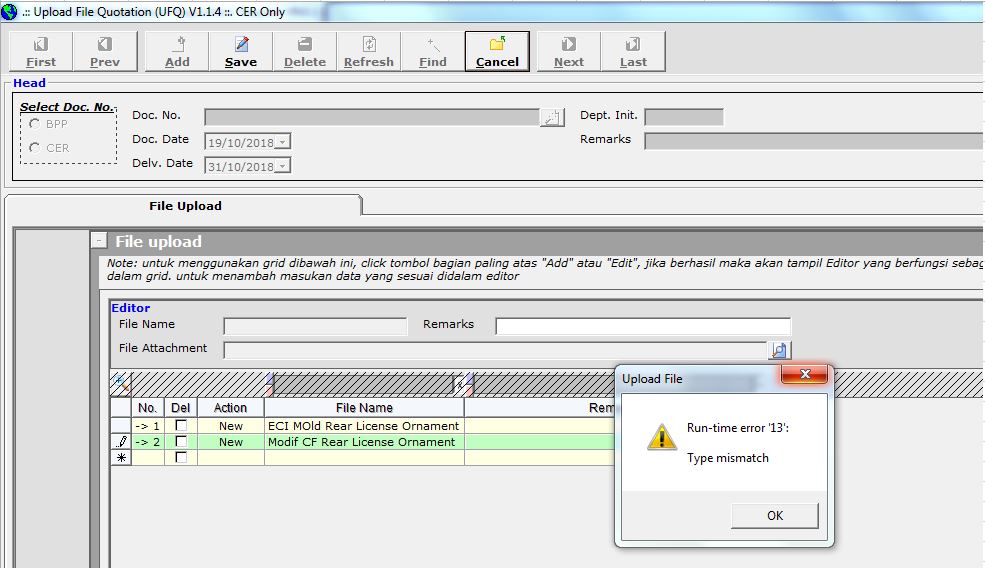 .:: Upload File Quotation (UFQ) V1.1.4 ::. CER Only
First Prev Add Save Delete Refresh Find Cancel Next Last
Head
Select Doc. No.
BPP
CER
Doc. No.
Doc. Date 19/10/2018
Delv. Date 31/10/2018
Dept. Init.
Remarks
File Upload
- File upload
Note: untuk menggunakan grid dibawah ini, click tombol bagian paling atas "Add" atau "Edit", jika berhasil maka akan tampil Editor yang berfungsi sebag
dalam grid. untuk menambah masukan data yang sesuai didalam editor
Editor
File Name Remarks
File Attachment
No. Del Action File Name Rem
-> 1 New ECI MOld Rear License Ornament
-> 2 New Modif CF Rear License Ornament
Upload File
Run-time error '13':
Type mismatch
OK